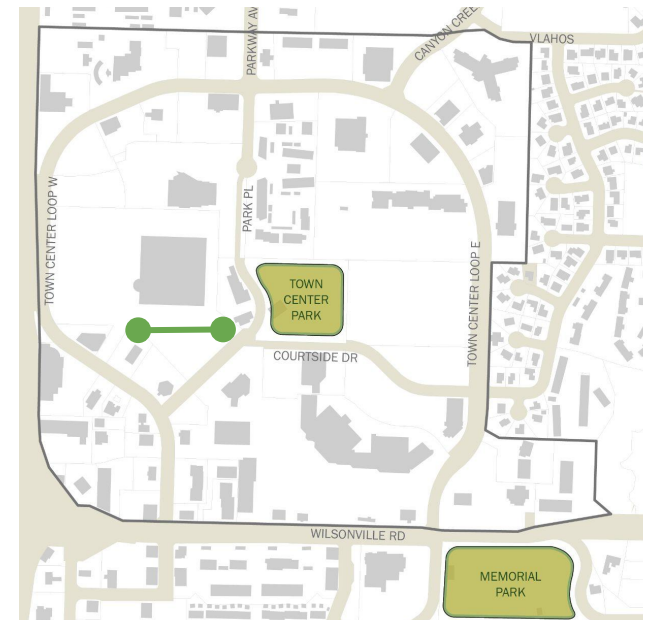 PARKWAY AV
CANYON CREE
VLAHOS
TOWN CENTER LOOP W
PARK PL
TOWN CENTER LOOP E
TOWN
CENTER
PARK
COURTSIDE DR
WILSONVILLE RD
MEMORIAL
PARK